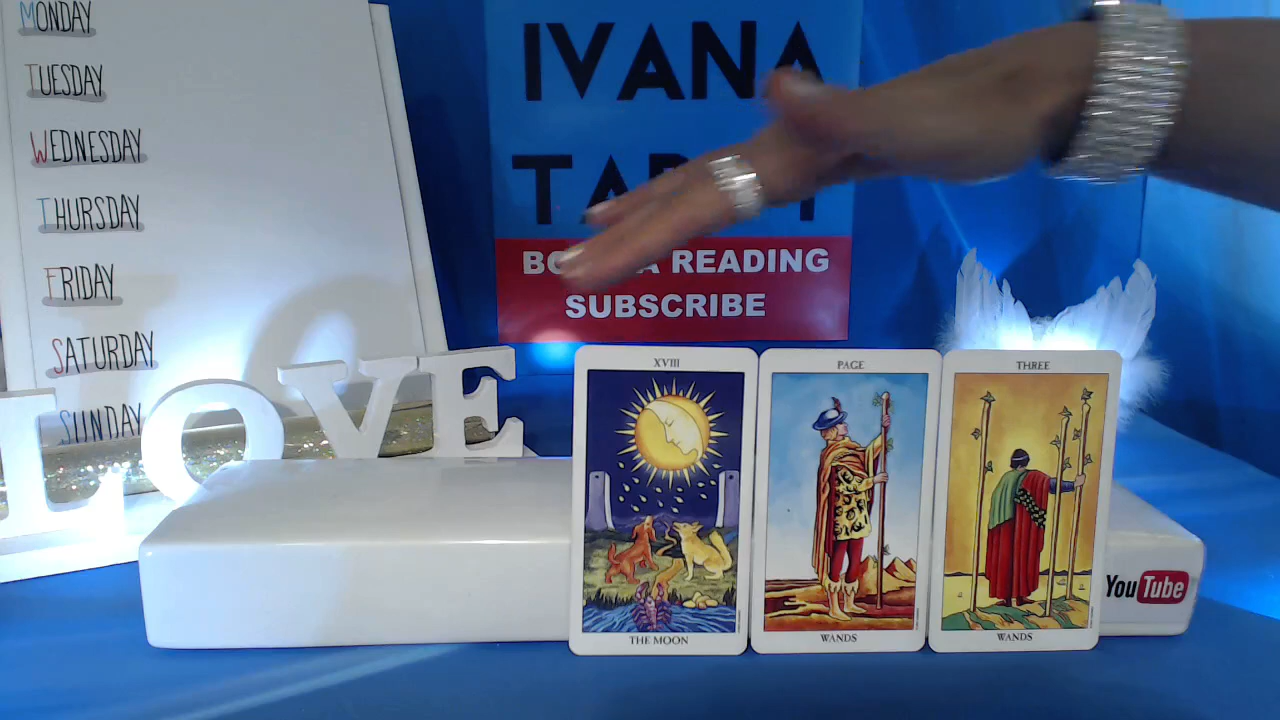 MONDAY
TUESDAY
WEDNESDAY
THURSDAY
FRIDAY
SATURDAY
SUNDAY
LOVE
IVANA
BOOK A READING
SUBSCRIBE
XVIII
THE MOON
PAGE
WANDS
THREE
WANDS
YouTube